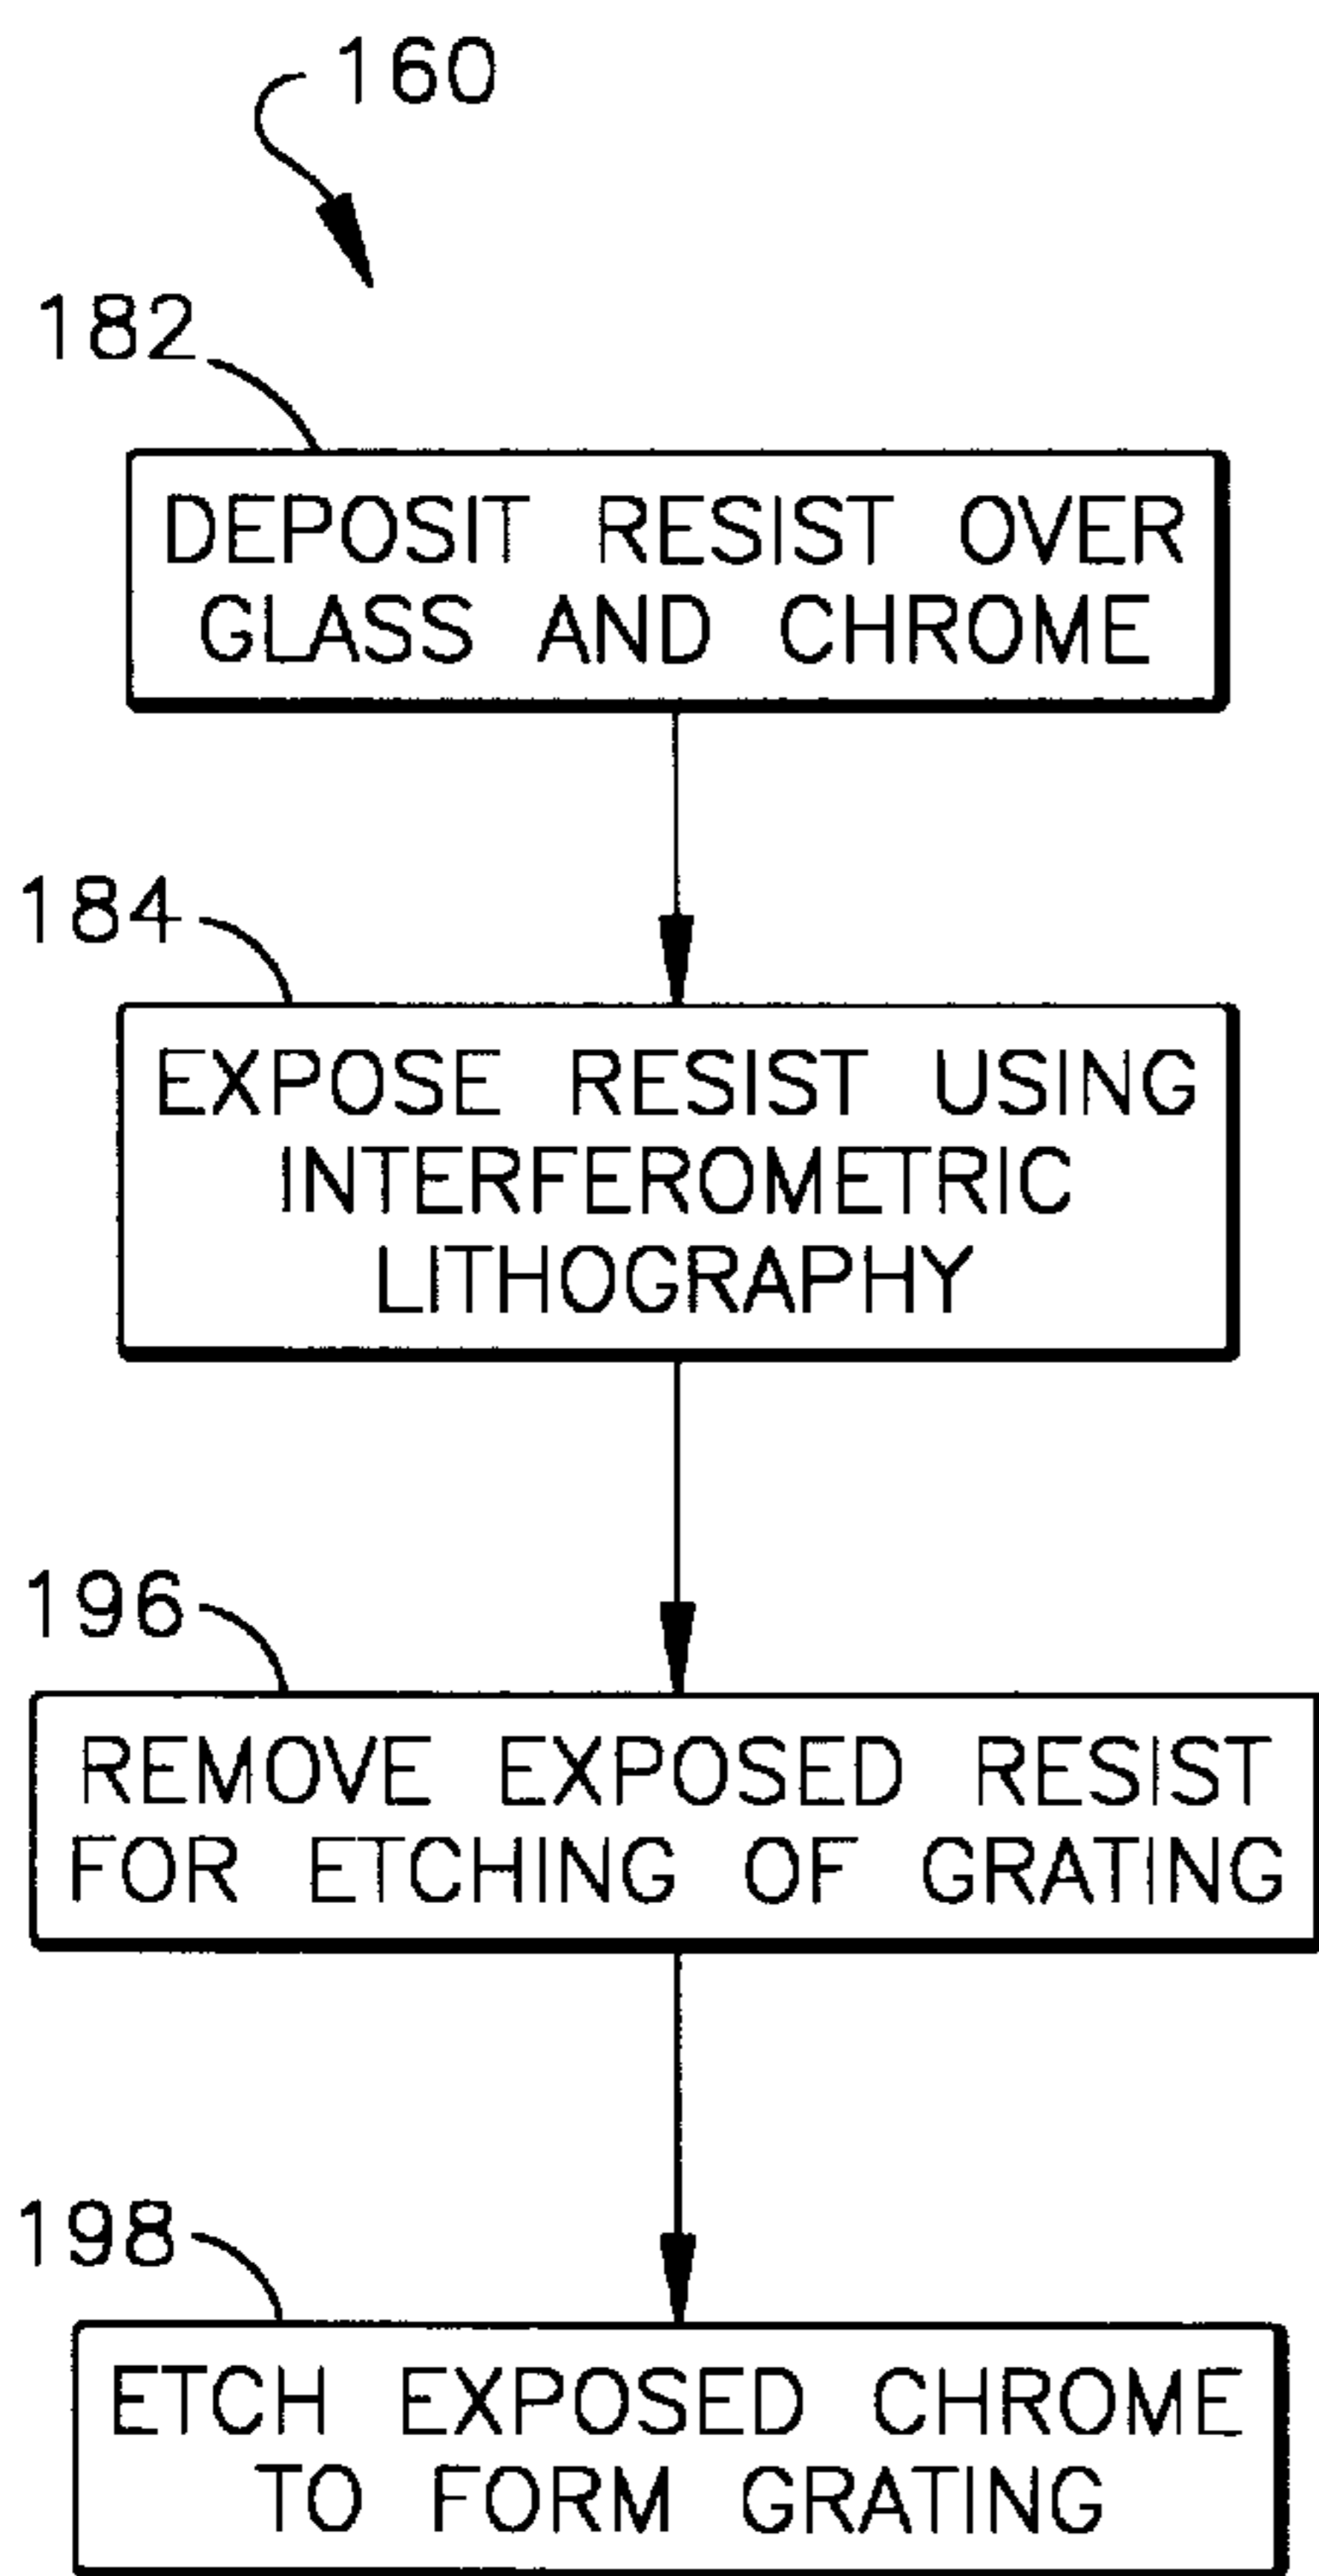 160
182
DEPOSIT RESIST OVER
GLASS AND CHROME
184
EXPOSE RESIST USING
INTERFEROMETRIC
LITHOGRAPHY
196
REMOVE EXPOSED RESIST
FOR ETCHING OF GRATING
198
ETCH EXPOSED CHROME
TO FORM GRATING